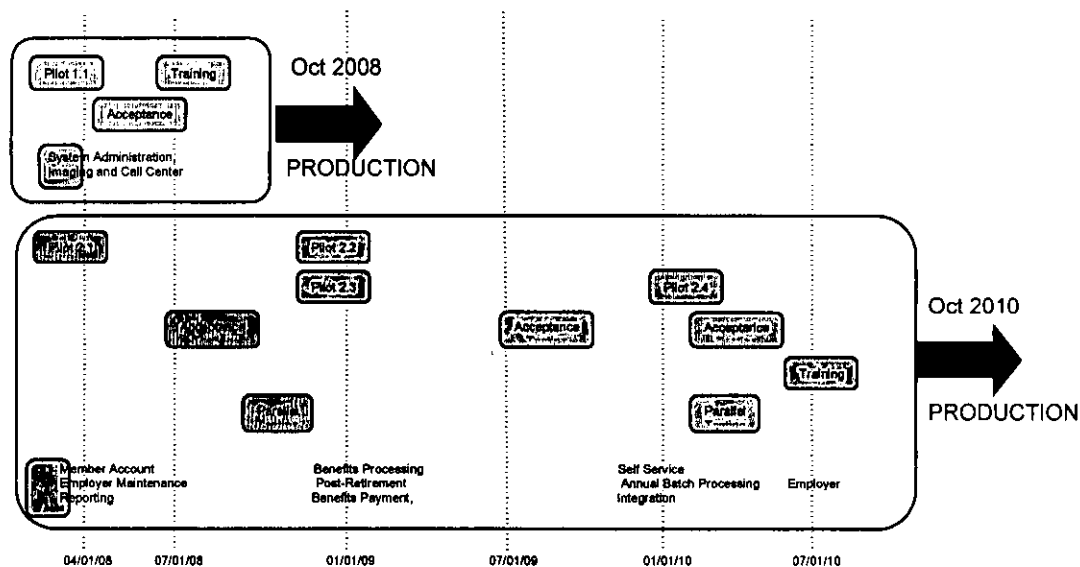 Pilot 1.1
Training
Oct 2008
Acceptance
System Administration,
Imaging and Call Center
PRODUCTION
Pilot 2.1
Pilot 2.2
Pilot 2.3
Pilot 2.4
Acceptance
Acceptance
Acceptance
Oct 2010
Training
Parallel
Parallel
PRODUCTION
Member Account
Employer Maintenance
Reporting
Benefits Processing
Post-Retirement
Benefits Payment,
Self Service
Annual Batch Processing
Integration
Employer
04/01/08
07/01/08
01/01/09
07/01/09
01/01/10
07/01/10